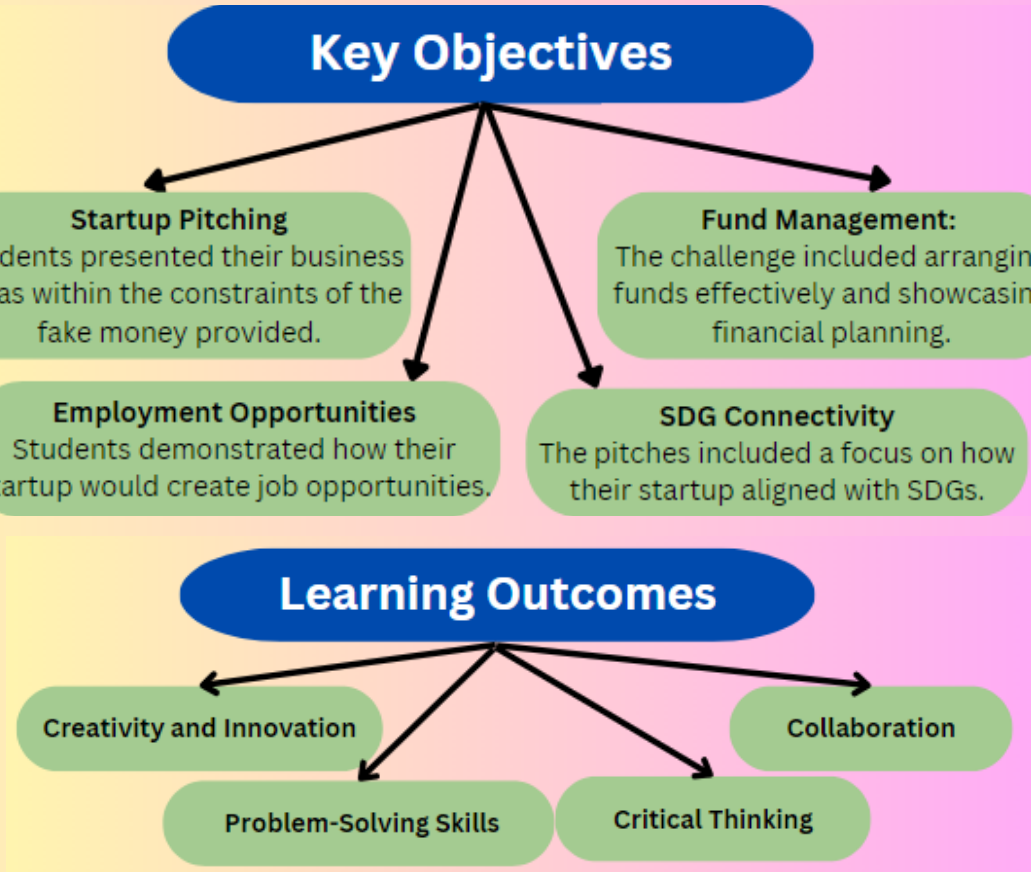 Key Objectives
Startup Pitching
dents presented their business
as within the constraints of the
fake money provided.
Fund Management:
The challenge included arrangin
funds effectively and showcasin
financial planning.
Employment Opportunities
Students demonstrated how their
artup would create job opportunities.
SDG Connectivity
The pitches included a focus on how
their startup aligned with SDGs.
Learning Outcomes
Creativity and Innovation
Collaboration
Problem-Solving Skills
Critical Thinking